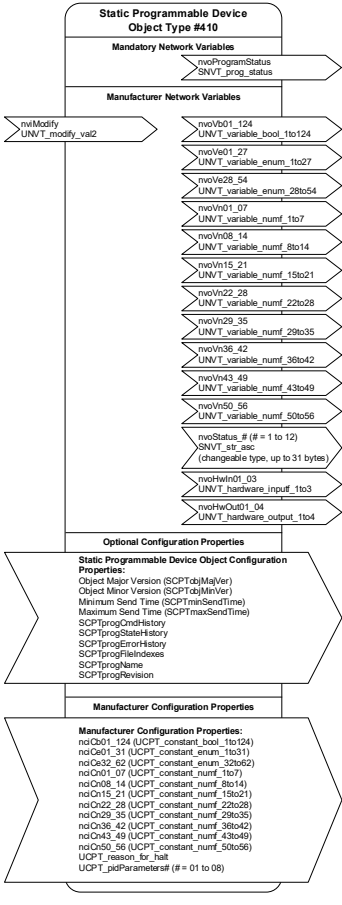 Static Programmable Device
Object Type #410
Mandatory Network Variables
nvoProgramStatus
SNVT_prog_status
Manufacturer Network Variables
nviModify
UNVT_modify_val2
nvoVb01_124
UNVT_variable_bool_1to124
nvoVe01_27
UNVT_variable_enum_1to27
nvoVe28_54
UNVT_variable_enum_28to54
nvoVn01_07
UNVT_variable_numf_1to7
nvoVn08_14
UNVT_variable_numf_8to14
nvoVn15_21
UNVT_variable_numf_15to21
nvoVn22_28
UNVT_variable_numf_22to28
nvoVn29_35
UNVT_variable_numf_29to35
nvoVn36_42
UNVT_variable_numf_36to42
nvoVn43_49
UNVT_variable_numf_43to49
nvoVn50_56
UNVT_variable_numf_50to56
nvoStatus_# (# = 1 to 12)
SNVT_str_asc
(changeable type, up to 31 bytes)
nvoHwIn01_03
UNVT_hardware_inputf_1to3
nvoHwOut01_04
UNVT_hardware_output_1to4
Optional Configuration Properties
Static Programmable Device Object Configuration
Properties:
Object Major Version (SCPTobjMajVer)
Object Minor Version (SCPTobjMinVer)
Minimum Send Time (SCPTminSendTime)
Maximum Send Time (SCPTmaxSendTime)
SCPTprogCmdHistory
SCPTprogStateHistory
SCPTprogErrorHistory
SCPTprogFileIndexes
SCPTprogName
SCPTprogRevision
Manufacturer Configuration Properties
Manufacturer Configuration Properties:
nciCb01_124 (UCPT_constant_bool_1to124)
nciCe01_31 (UCPT_constant_enum_1to31)
nciCe32_62 (UCPT_constant_enum_32to62)
nciCn01_07 (UCPT_constant_numf_1to7)
nciCn08_14 (UCPT_constant_numf_8to14)
nciCn15_21 (UCPT_constant_numf_15to21)
nciCn22_28 (UCPT_constant_numf_22to28)
nciCn29_35 (UCPT_constant_numf_29to35)
nciCn36_42 (UCPT_constant_numf_36to42)
nciCn43_49 (UCPT_constant_numf_43to49)
nciCn50_56 (UCPT_constant_numf_50to56)
UCPT_reason_for_halt
UCPT_pidParameters# (# = 01 to 08)